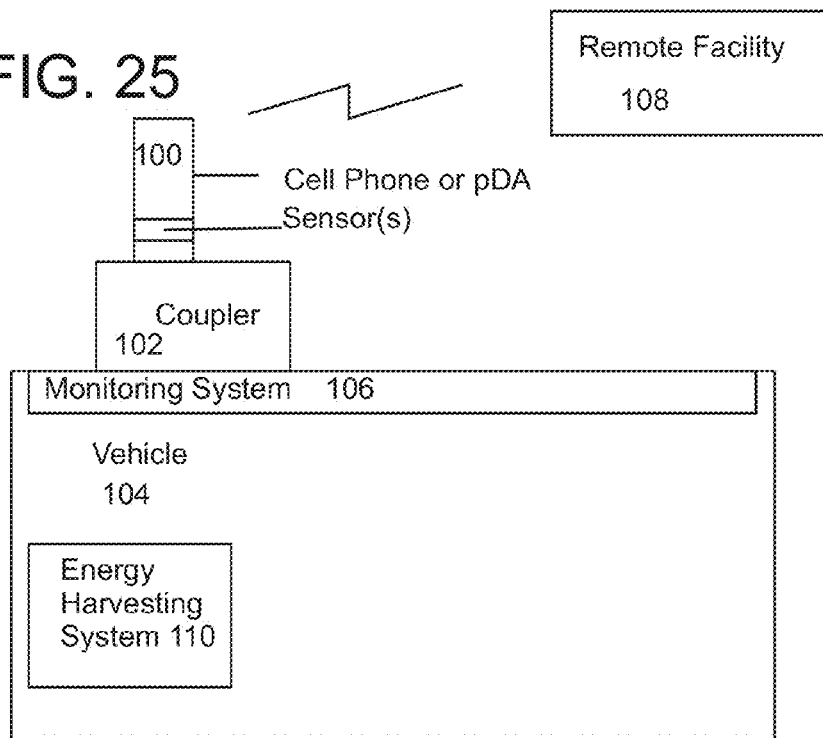 FIG. 25
Remote Facility
108
100
Cell Phone or pDA
Sensor(s)
Coupler
102
Monitoring System 106
Vehicle
104
Energy
Harvesting
System 110